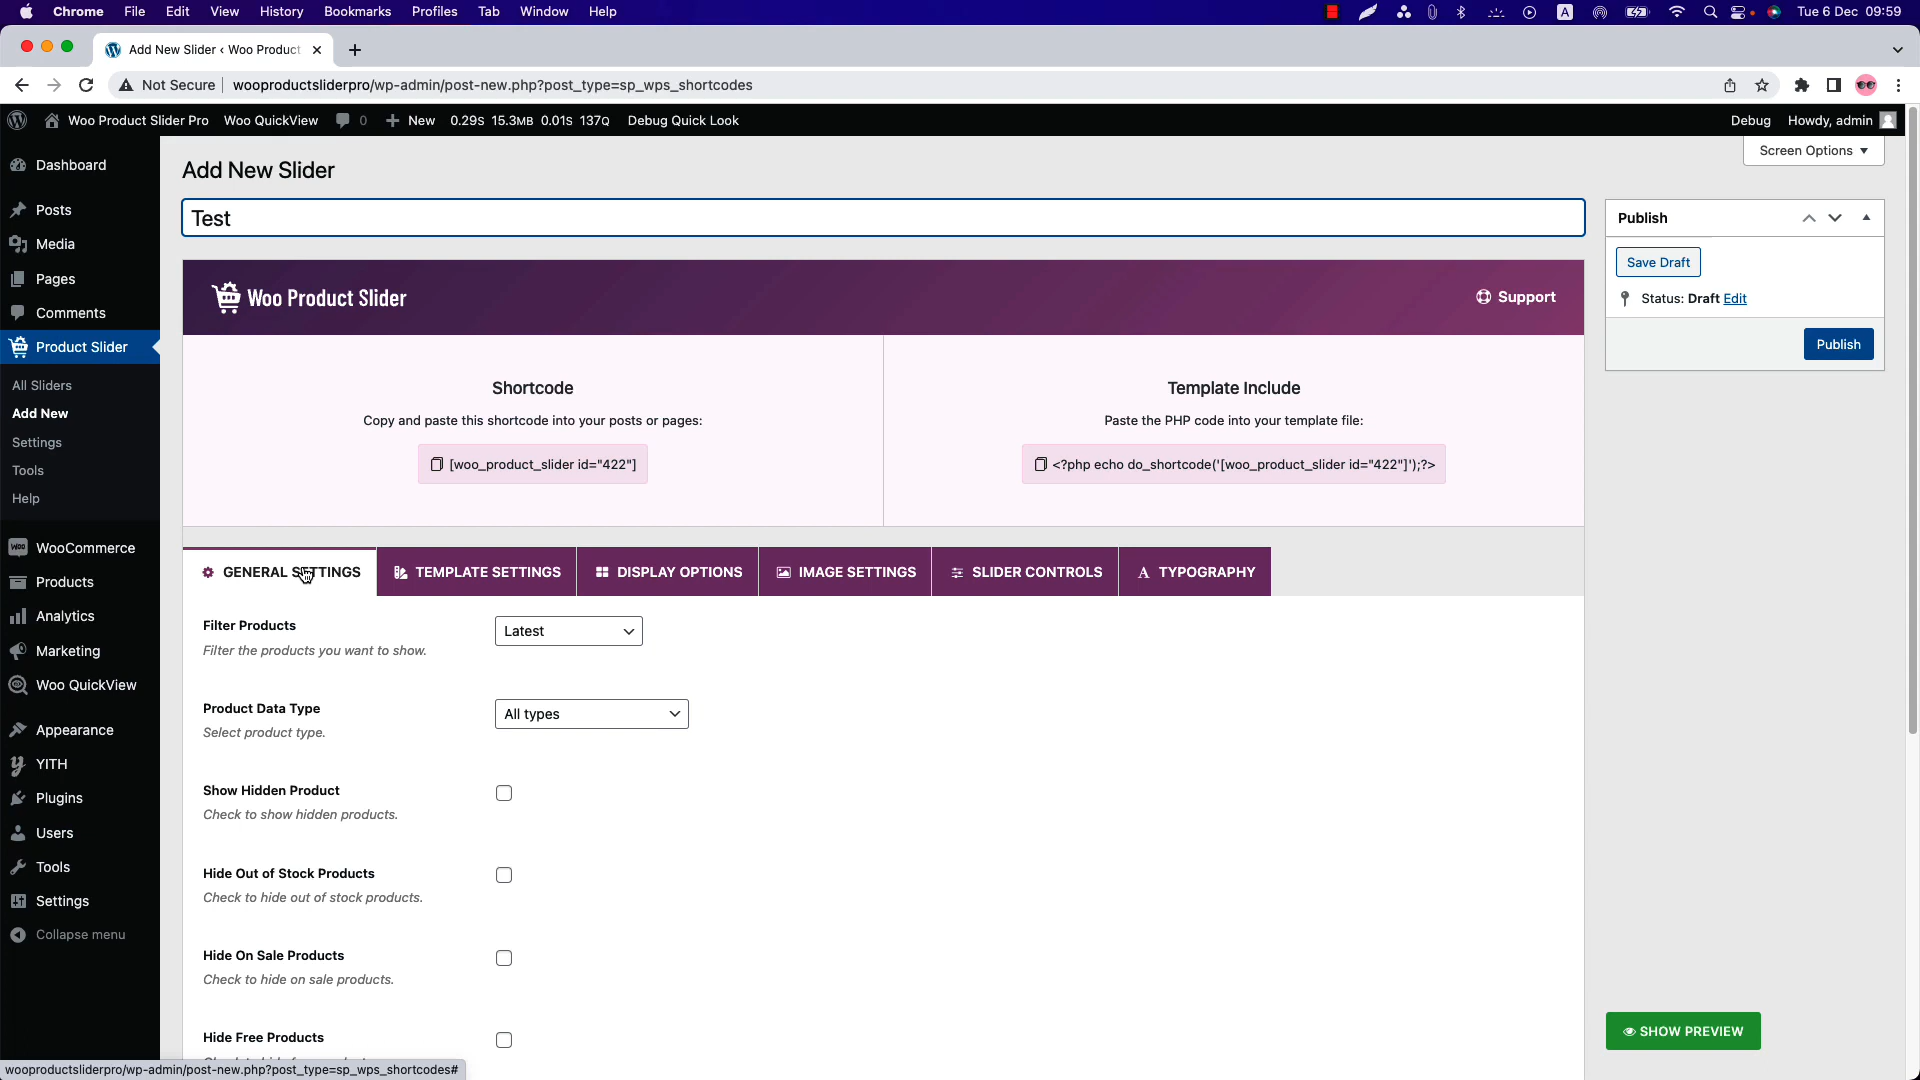 Chrome File Edit View History Bookmarks Profiles Tab Window Help A Tue 6 Dec 09:59
Add New Slider ‹ Woo Product
Not Secure wooproductsliderpro/wp-admin/post-new.php?post_type=sp_wps_shortcodes
Woo Product Slider Pro Woo QuickView 0 New 0.29S 15.3MB 0.01S 137Q Debug Quick Look Debug Howdy, admin
Screen Options
Dashboard
Posts
Media
Pages
Comments
Product Slider
All Sliders
Add New
Settings
Tools
Help
WooCommerce
Products
Analytics
Marketing
Woo QuickView
Appearance
YITH
Plugins
Users
Tools
Settings
Collapse menu
Add New Slider
Test
Woo Product Slider Support
Shortcode
Copy and paste this shortcode into your posts or pages:
[woo_product_slider id="422"]
Template Include
Paste the PHP code into your template file:
<?php echo do_shortcode('[woo_product_slider id="422"]');?>
GENERAL SETTINGS TEMPLATE SETTINGS DISPLAY OPTIONS IMAGE SETTINGS SLIDER CONTROLS TYPOGRAPHY
Filter Products Latest
Filter the products you want to show.
Product Data Type All types
Select product type.
Show Hidden Product
Check to show hidden products.
Hide Out of Stock Products
Check to hide out of stock products.
Hide On Sale Products
Check to hide on sale products.
Hide Free Products
Publish
Save Draft
Status: Draft Edit
Publish
SHOW PREVIEW
wooproductsliderpro/wp-admin/post-new.php?post_type=sp_wps_shortcodes#